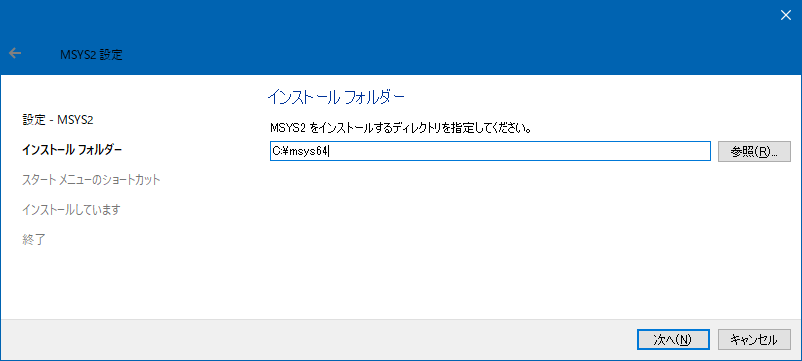 MSYS2 設定
設定 - MSYS2
インストール フォルダー
スタート メニューのショートカット
インストールしています
終了
インストール フォルダー
MSYS2 をインストールするディレクトリを指定してください。
C:¥msys64
参照(R)...
次へ(N)
キャンセル